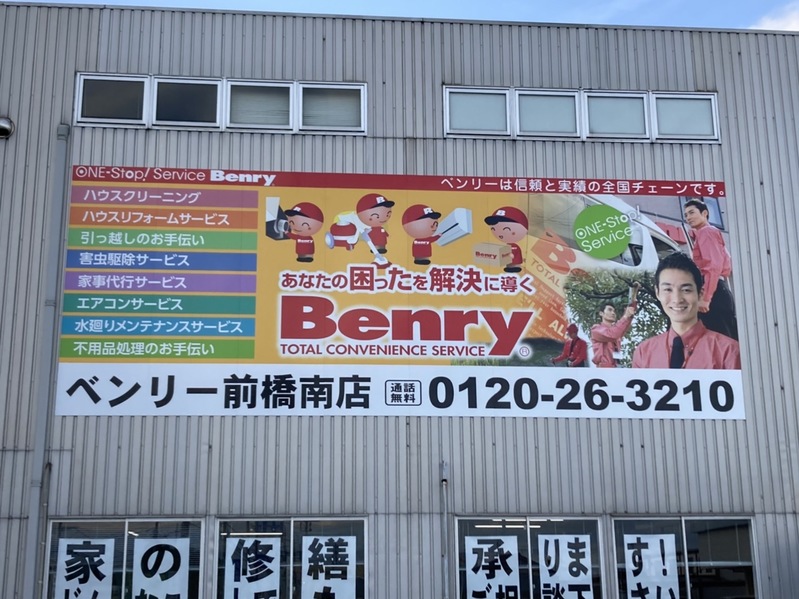 ONE-Stop! Service Benry
ベンリーは信頼と実績の全国チェーンです。
ハウスクリーニング
ハウスリフォームサービス
引っ越しのお手伝い
害虫駆除サービス
家事代行サービス
エアコンサービス
水廻りメンテナンスサービス
不用品処理のお手伝い
Benry
Benry
ONE-Stop
Service
あなたの困ったを解決に導く
Benry®
TOTAL CONVENIENCE SERVICE
ベンリー前橋南店 通話無料 0120-26-3210
家の修繕承ります!